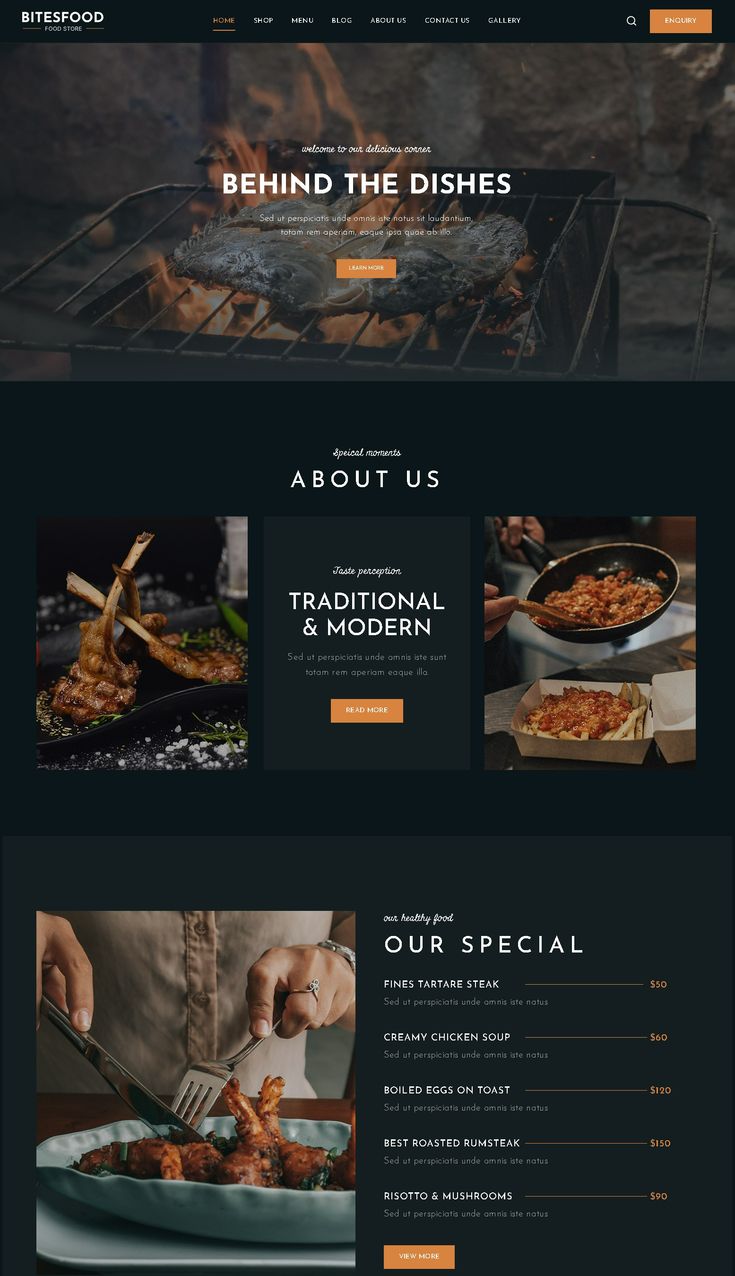 BITESFOOD
FOOD STORE
HOME SHOP MENU BLOG ABOUT US CONTACT US GALLERY
ENQUIRY
welcome to our delicious corner
BEHIND THE DISHES
Sed ut perspiciatis unde omnis iste natus sit laudantium,
totam rem aperiam, eaque ipsa quae ab illo.
LEARN MORE
Speical moments
ABOUT US
Taste perception
TRADITIONAL
& MODERN
Sed ut perspiciatis unde omnis iste sunt
totam rem aperiam eaque illa.
READ MORE
our healthy food
OUR SPECIAL
FINES TARTARE STEAK $50
Sed ut perspiciatis unde omnis iste natus
CREAMY CHICKEN SOUP $60
Sed ut perspiciatis unde omnis iste natus
BOILED EGGS ON TOAST $120
Sed ut perspiciatis unde omnis iste natus
BEST ROASTED RUMSTEAK $150
Sed ut perspiciatis unde omnis iste natus
RISOTTO & MUSHROOMS $90
Sed ut perspiciatis unde omnis iste natus
VIEW MORE